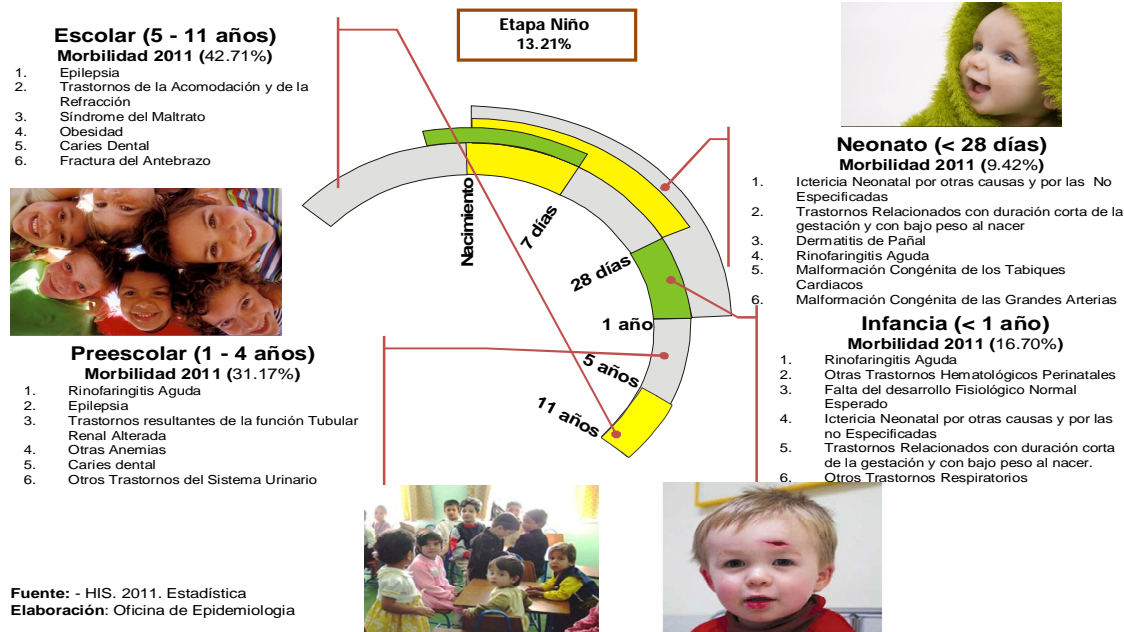 Etapa Niño
13.21%
Escolar (5 - 11 años)
Morbilidad 2011 (42.71%)
1. Epilepsia
2. Trastornos de la Acomodación y de la
Refracción
3. Síndrome del Maltrato
4. Obesidad
5. Caries Dental
6. Fractura del Antebrazo
Neonato (< 28 días)
Morbilidad 2011 (9.42%)
1. Ictericia Neonatal por otras causas y por las No
Especificadas
2. Trastornos Relacionados con duración corta de la
gestación y con bajo peso al nacer
3. Dermatitis de Pañal
4. Rinofaringitis Aguda
5. Malformación Congénita de los Tabiques
Cardiacos
6. Malformación Congénita de las Grandes Arterias
Nacimiento
7 días
28 días
1 año
5 años
11 años
Preescolar (1 - 4 años)
Morbilidad 2011 (31.17%)
1. Rinofaringitis Aguda
2. Epilepsia
3. Trastornos resultantes de la función Tubular
Renal Alterada
4. Otras Anemias
5. Caries dental
6. Otros Trastornos del Sistema Urinario
Infancia (< 1 año)
Morbilidad 2011 (16.70%)
1. Rinofaringitis Aguda
2. Otras Trastornos Hematológicos Perinatales
3. Falta del desarrollo Fisiológico Normal
Esperado
4. Ictericia Neonatal por otras causas y por las
no Especificadas
5. Trastornos Relacionados con duración corta
de la gestación y con bajo peso al nacer.
6. Otros Trastornos Respiratorios
Fuente: - HIS. 2011. Estadística
Elaboración: Oficina de Epidemiologia